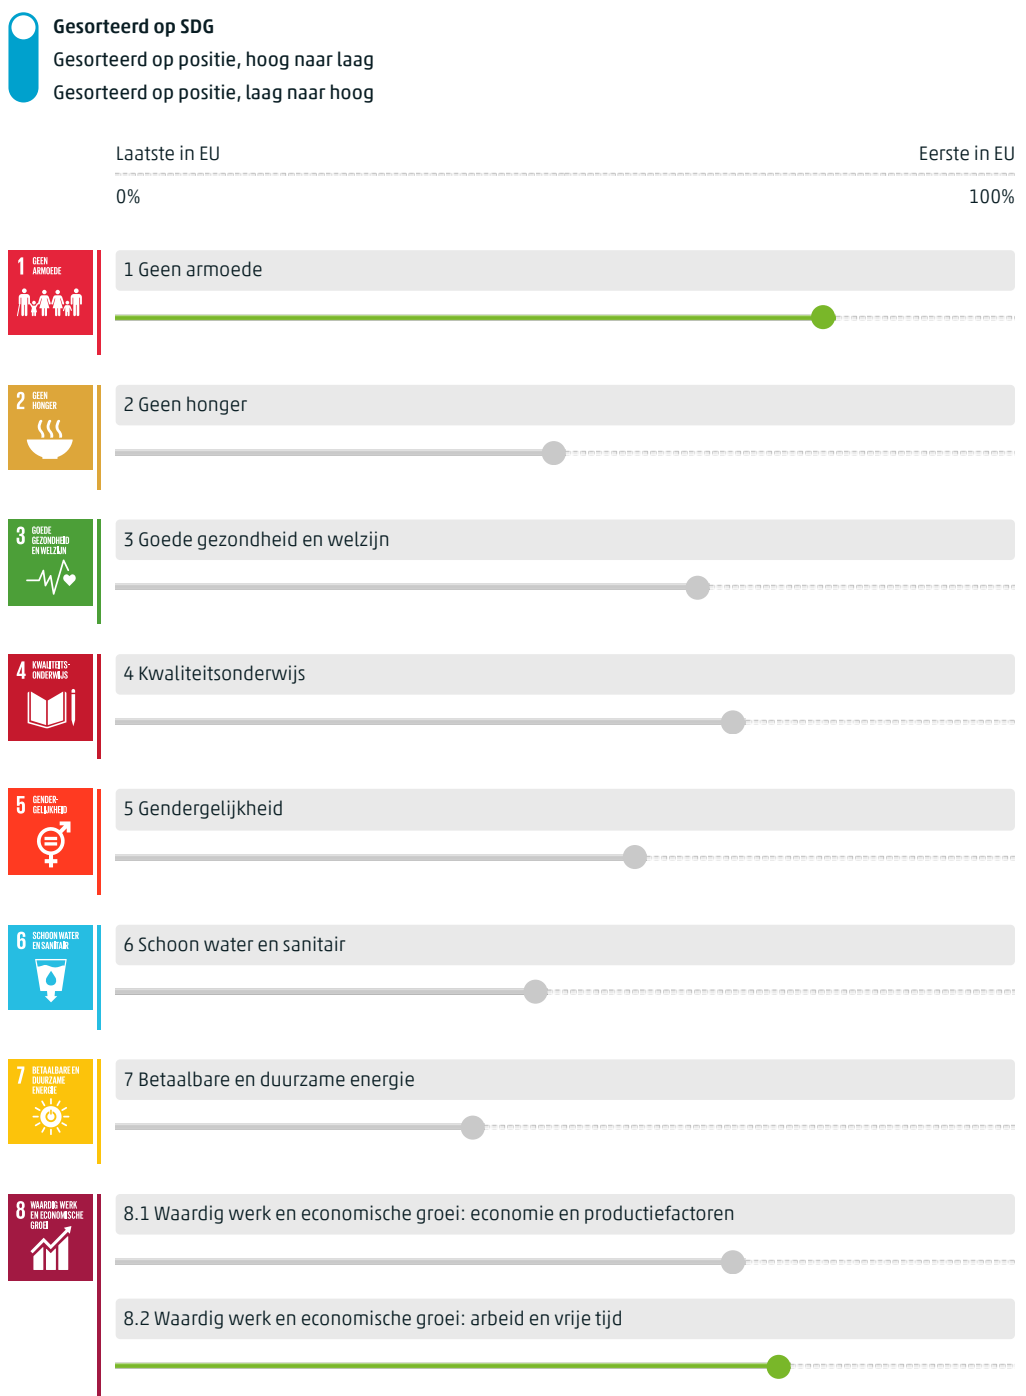 Gesorteerd op SDG
Gesorteerd op positie, hoog naar laag
Gesorteerd op positie, laag naar hoog
Laatste in EU
Eerste in EU
0%
100%
1 GEEN
ARMOEDE
1 Geen armoede
2 GEEN
HONGER
2 Geen honger
3 GOEDE
GEZONDHEID
EN WELZIJN
3 Goede gezondheid en welzijn
4 KWALITEITS-
ONDERWIJS
4 Kwaliteitsonderwijs
5 GENDER-
GELIJKHEID
5 Gendergelijkheid
6 SCHOON WATER
EN SANITAIR
6 Schoon water en sanitair
7 BETAALBARE EN
DUURZAME
ENERGIE
7 Betaalbare en duurzame energie
8 WAARDIG WERK
EN ECONOMISCHE
GROEI
8.1 Waardig werk en economische groei: economie en productiefactoren
8.2 Waardig werk en economische groei: arbeid en vrije tijd